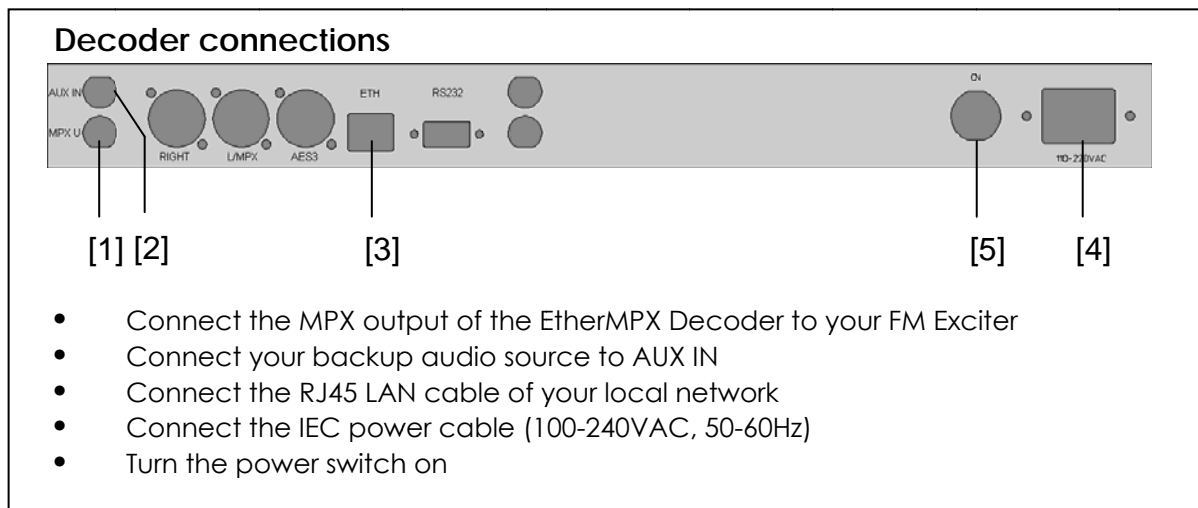 Decoder connections
AUX IN
MPX U
RIGHT
L/MPX
AES3
ETH
RS232
ON
110-220VAC
[1] [2] [3] [5] [4]
• Connect the MPX output of the EtherMPX Decoder to your FM Exciter
• Connect your backup audio source to AUX IN
• Connect the RJ45 LAN cable of your local network
• Connect the IEC power cable (100-240VAC, 50-60Hz)
• Turn the power switch on